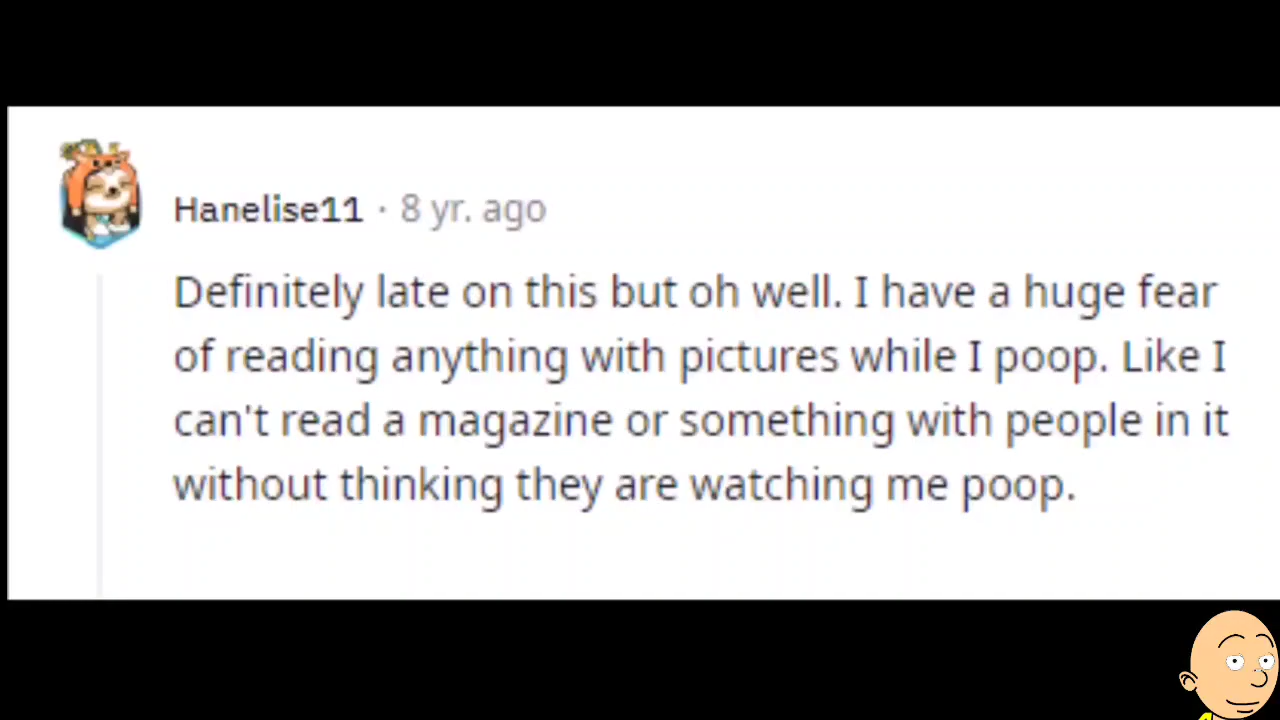 Hanelise11 · 8 yr. ago
Definitely late on this but oh well. I have a huge fear
of reading anything with pictures while I poop. Like I
can't read a magazine or something with people in it
without thinking they are watching me poop.